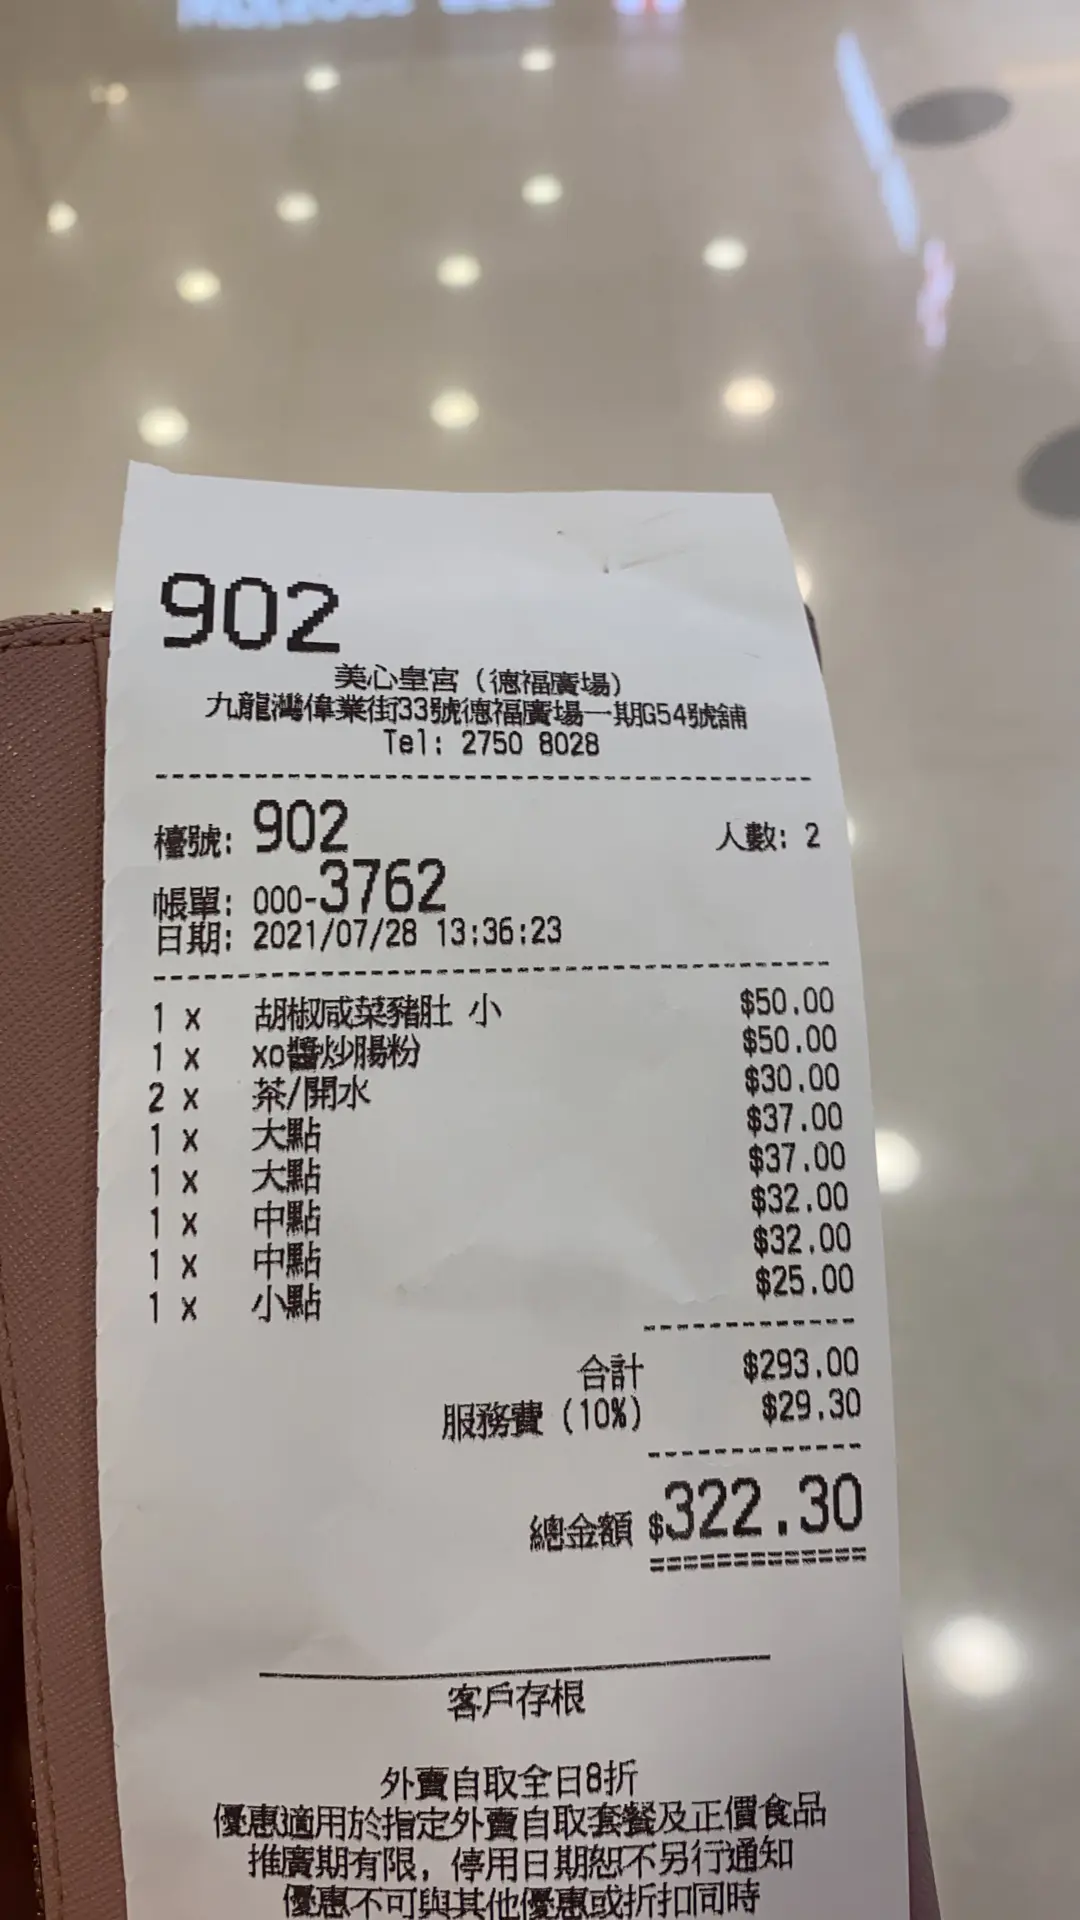 902
美心皇宮(德福廣場)
九龍灣偉業街33號德福廣場一期G54號舖
Tel: 2750 8028
檯號: 902 人數: 2
帳單: 000-3762
日期: 2021/07/28 13:36:23
1 x 胡椒咸菜豬肚 小 $50.00
1 x xo醬炒腸粉 $50.00
2 x 茶/開水 $30.00
1 x 大點 $37.00
1 x 大點 $37.00
1 x 中點 $32.00
1 x 中點 $32.00
1 x 小點 $25.00
合計 $293.00
服務費(10%) $29.30
總金額 $322.30
客戶存根
外賣自取全日8折
優惠適用於指定外賣自取套餐及正價食品
推廣期有限, 停用日期恕不另行通知
優惠不可與其他優惠或折扣同時